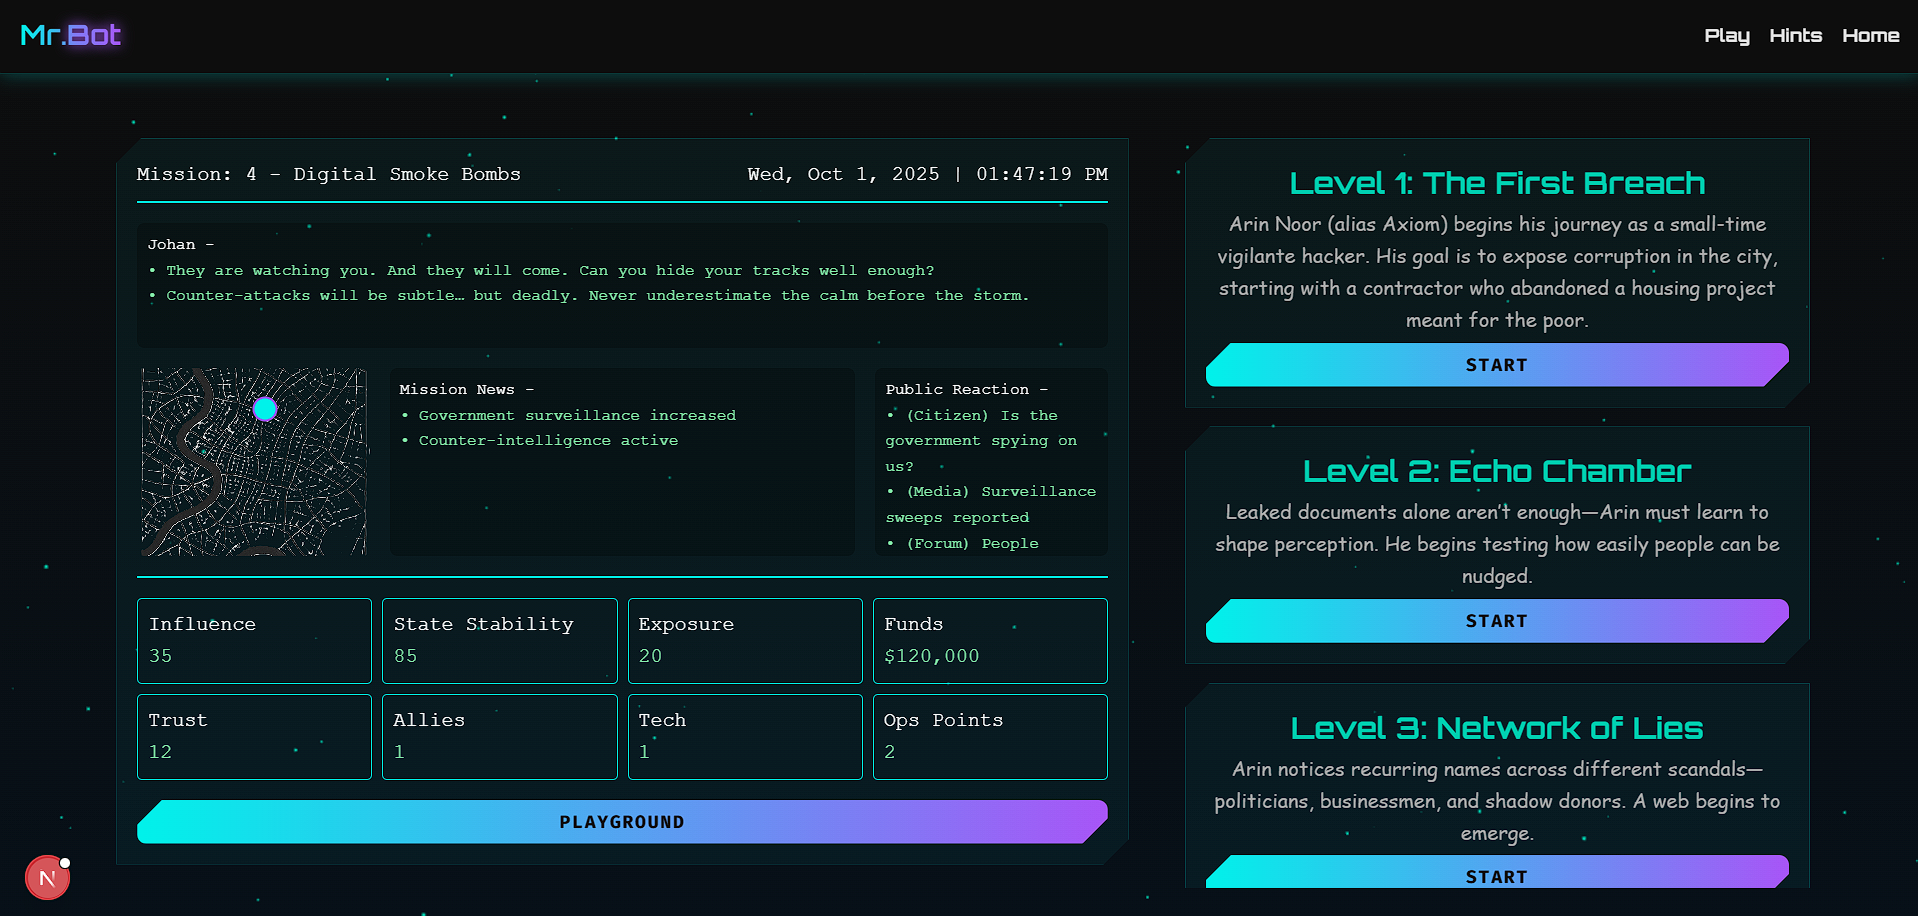 Mr.Bot
Play Hints Home
Mission: 4 - Digital Smoke Bombs
Wed, Oct 1, 2025 | 01:47:19 PM
Johan -
• They are watching you. And they will come. Can you hide your tracks well enough?
• Counter-attacks will be subtle… but deadly. Never underestimate the calm before the storm.
Mission News -
• Government surveillance increased
• Counter-intelligence active
Public Reaction -
• (Citizen) Is the
government spying on
us?
• (Media) Surveillance
sweeps reported
• (Forum) People
Influence
35
State Stability
85
Exposure
20
Funds
$120,000
Trust
12
Allies
1
Tech
1
Ops Points
2
PLAYGROUND
N
Level 1: The First Breach
Arin Noor (alias Axiom) begins his journey as a small-time
vigilante hacker. His goal is to expose corruption in the city,
starting with a contractor who abandoned a housing project
meant for the poor.
START
Level 2: Echo Chamber
Leaked documents alone aren't enough—Arin must learn to
shape perception. He begins testing how easily people can be
nudged.
START
Level 3: Network of Lies
Arin notices recurring names across different scandals—
politicians, businessmen, and shadow donors. A web begins to
emerge.
START